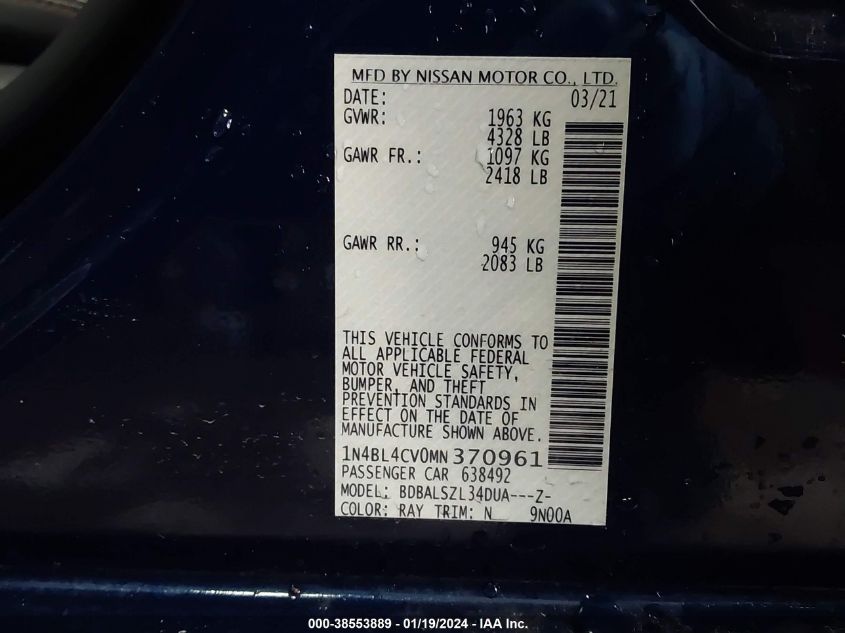 MFD BY NISSAN MOTOR CO., LTD.
DATE: 03/21
GVWR: 1963 KG
4328 LB
GAWR FR.: 1097 KG
2418 LB
GAWR RR.: 945 KG
2083 LB
THIS VEHICLE CONFORMS TO
ALL APPLICABLE FEDERAL
MOTOR VEHICLE SAFETY,
BUMPER, AND THEFT
PREVENTION STANDARDS IN
EFFECT ON THE DATE OF
MANUFACTURE SHOWN ABOVE.
1N4BL4CV0MN370961
PASSENGER CAR 638492
MODEL: BDBALSZL34DUA---Z-
COLOR: RAY TRIM: N 9N00A
000-38553889 - 01/19/2024 - IAA Inc.